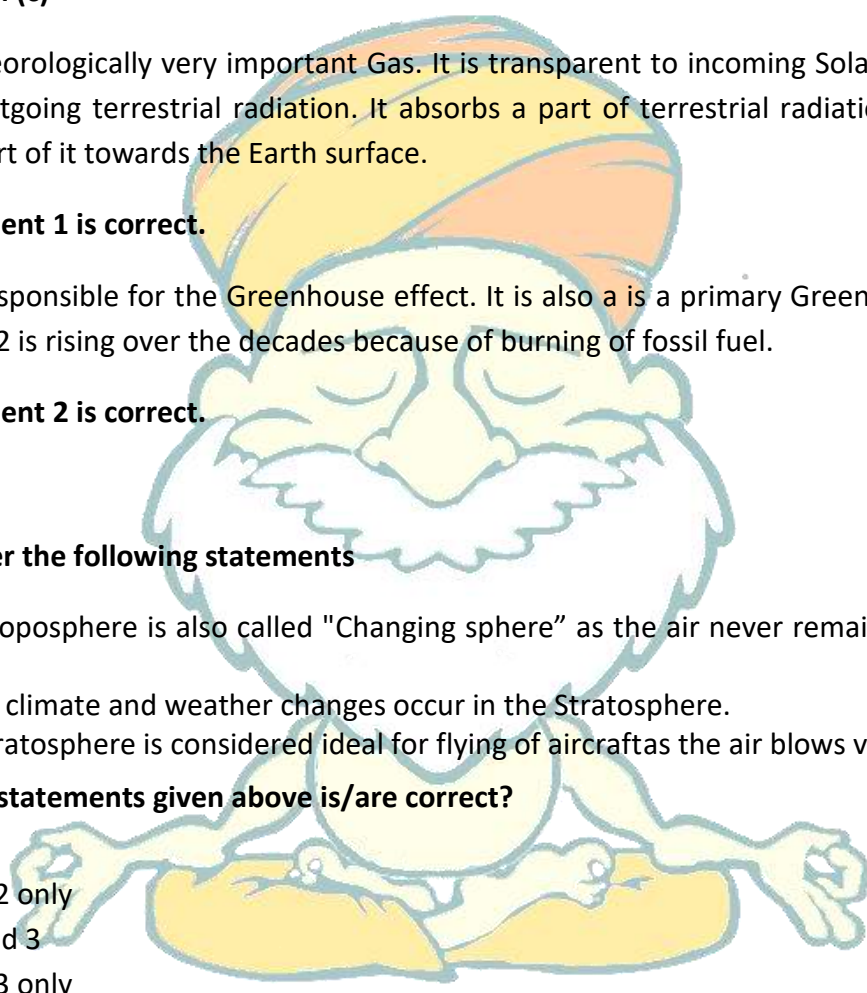 eorologically very important Gas. It is transparent to incoming Sola
tgoing terrestrial radiation. It absorbs a part of terrestrial radiati
rt of it towards the Earth surface.
ent 1 is correct.
sponsible for the Greenhouse effect. It is also a is a primary Green
2 is rising over the decades because of burning of fossil fuel.
ent 2 is correct.
er the following statements
oposphere is also called "Changing sphere” as the air never remai
climate and weather changes occur in the Stratosphere.
ratosphere is considered ideal for flying of aircraftas the air blows v
statements given above is/are correct?
2 only
d 3
3 only